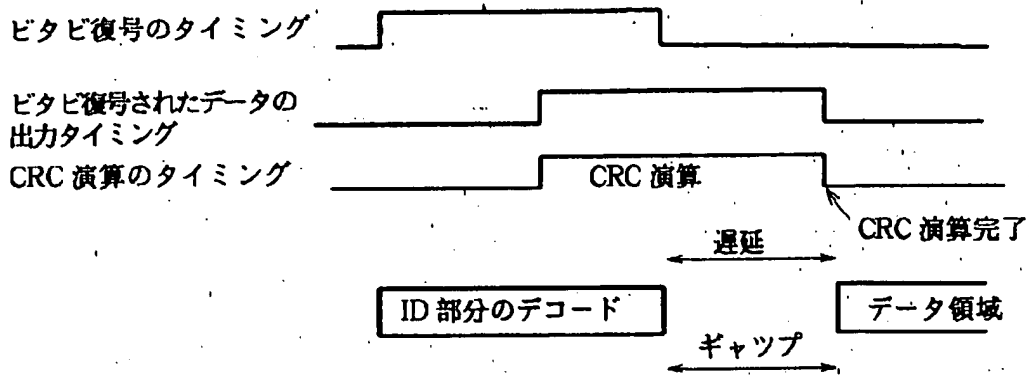 ビタビ復号のタイミング
ビタビ復号されたデータの
出力タイミング
CRC 演算のタイミング
CRC 演算
CRC 演算完了
遅延
ID 部分のデコード
データ領域
ギャツプ